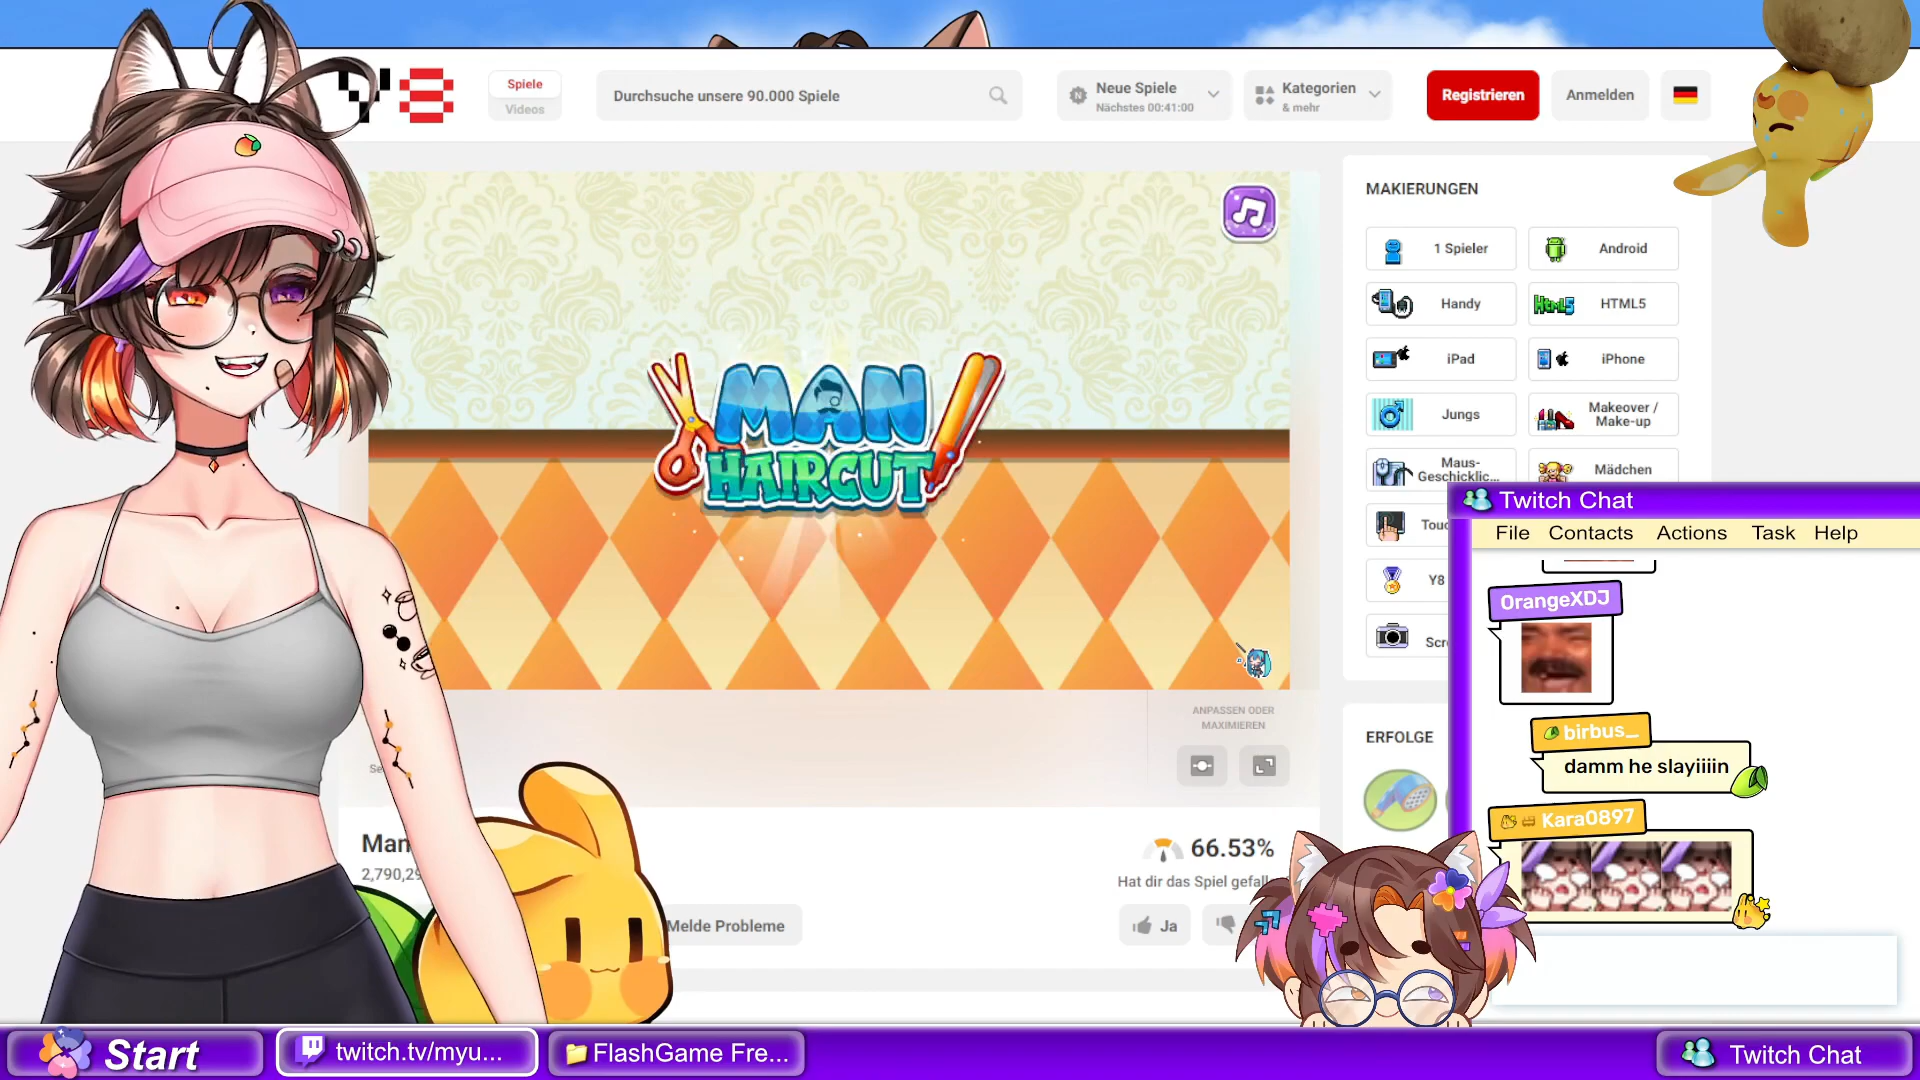 Y8
Spiele
Videos
Durchsuche unsere 90.000 Spiele
Neue Spiele
Nächstes 00:41:00
Kategorien
& mehr
Registrieren
Anmelden
MAN
HAIRCUT
MAKIERUNGEN
1 Spieler
Android
Handy
HTML5
HTML5
iPad
iPhone
Jungs
Makeover /
Make-up
Maus-
Geschicklic...
Mädchen
Y8
ANPASSEN ODER
MAXIMIEREN
ERFOLGE
66.53%
Hat dir das Spiel gefall
Ja
Melde Probleme
Twitch Chat
File Contacts Actions Task Help
OrangeXDJ
birbus_
damm he slayiiiin
Kara0897
Start
twitch.tv/myu...
FlashGame Fre...
Twitch Chat